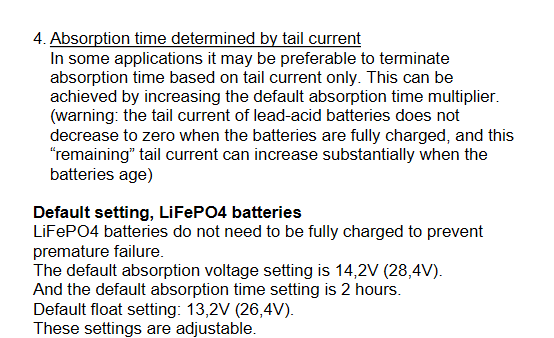 4. Absorption time determined by tail current
In some applications it may be preferable to terminate
absorption time based on tail current only. This can be
achieved by increasing the default absorption time multiplier.
(warning: the tail current of lead-acid batteries does not
decrease to zero when the batteries are fully charged, and this
“remaining” tail current can increase substantially when the
batteries age)
Default setting, LiFePO4 batteries
LiFePO4 batteries do not need to be fully charged to prevent
premature failure.
The default absorption voltage setting is 14,2V (28,4V).
And the default absorption time setting is 2 hours.
Default float setting: 13,2V (26,4V).
These settings are adjustable.